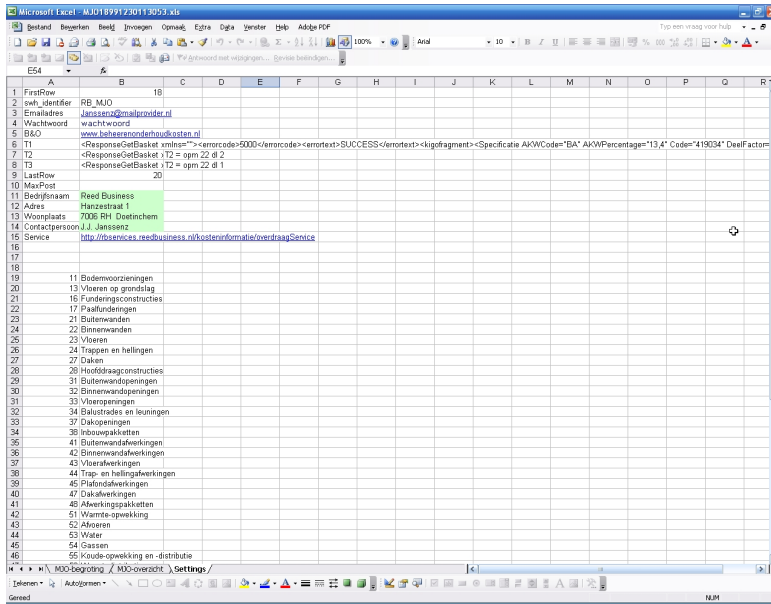 Microsoft Excel - MJO18991230113053.xls
Bestand Bewerken Beeld Invoegen Opmaak Extra Data Venster Help Adobe PDF Typ een vraag voor hulp
100% Arial 10 B I U
Antwoord met wijzigingen... Revisie beëindigen...
E54 fx
A B C D E F G H I J K L M N O P Q R
1 FirstRow 18
2 swh_identifier RB_MJO
3 Emailadres Janssenz@mailprovider.nl
4 Wachtwoord wachtwoord
5 B&O www.beheerenonderhoudkosten.nl
6 T1 <ResponseGetBasket xmlns=""><errorcode>5000</errorcode><errortext>SUCCESS</errortext><kigofragment><Specificatie AKWCode="BA" AKWPercentage="13,4" Code="419034" DeelFactor=
7 T2 <ResponseGetBasket >T2 = opm 22 dl 2
8 T3 <ResponseGetBasket >T2 = opm 22 dl 1
9 LastRow 20
10 MaxPost
11 Bedrijfsnaam Reed Business
12 Adres Hanzestraat 1
13 Woonplaats 7006 RH Doetinchem
14 Contactpersoon J.J. Janssenz
15 Service http://rbservices.reedbusiness.nl/kosteninformatie/overdraagService
16
17
18
19 11 Bodemvoorzieningen
20 13 Vloeren op grondslag
21 16 Funderingsconstructies
22 17 Paalfunderingen
23 21 Buitenwanden
24 22 Binnenwanden
25 23 Vloeren
26 24 Trappen en hellingen
27 27 Daken
28 28 Hoofddraagconstructies
29 31 Buitenwandopeningen
30 32 Binnenwandopeningen
31 33 Vloeropeningen
32 34 Balustrades en leuningen
33 37 Dakopeningen
34 38 Inbouwpakketten
35 41 Buitenwandafwerkingen
36 42 Binnenwandafwerkingen
37 43 Vloerafwerkingen
38 44 Trap- en hellingafwerkingen
39 45 Plafondafwerkingen
40 47 Dakafwerkingen
41 48 Afwerkingspakketten
42 51 Warmte-opwekking
43 52 Afvoeren
44 53 Water
45 54 Gassen
46 55 Koude-opwekking en -distributie
MJO-begroting MJO-overzicht Settings
Tekenen AutoVormen
Gereed NUM